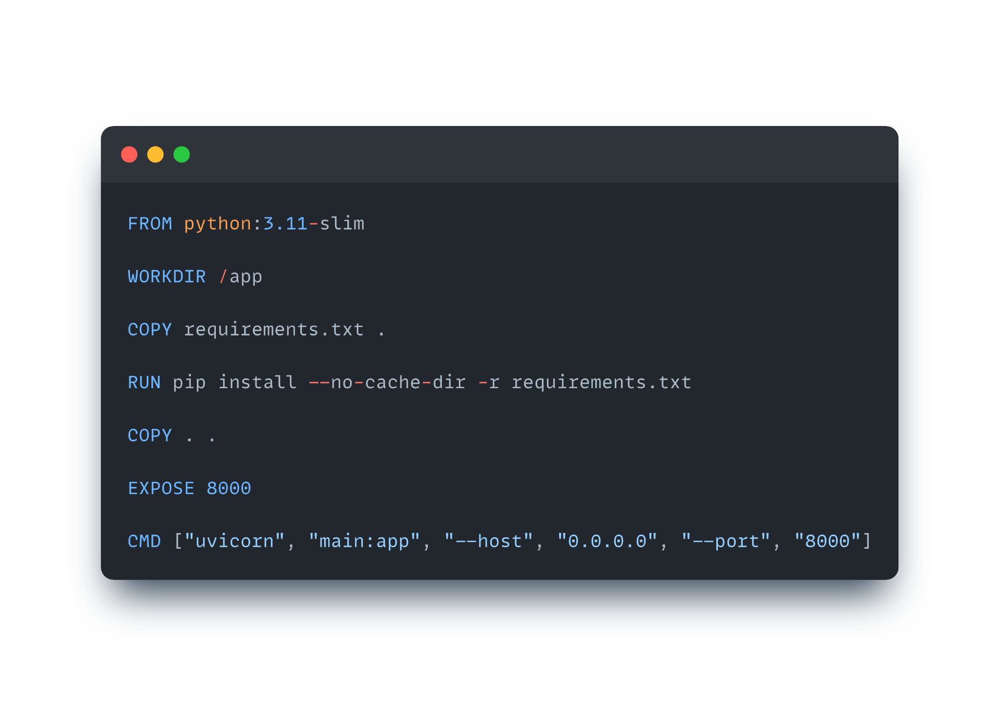 FROM python:3.11-slim
WORKDIR /app
COPY requirements.txt .
RUN pip install --no-cache-dir -r requirements.txt
COPY . .
EXPOSE 8000
CMD ["uvicorn", "main:app", "--host", "0.0.0.0", "--port", "8000"]